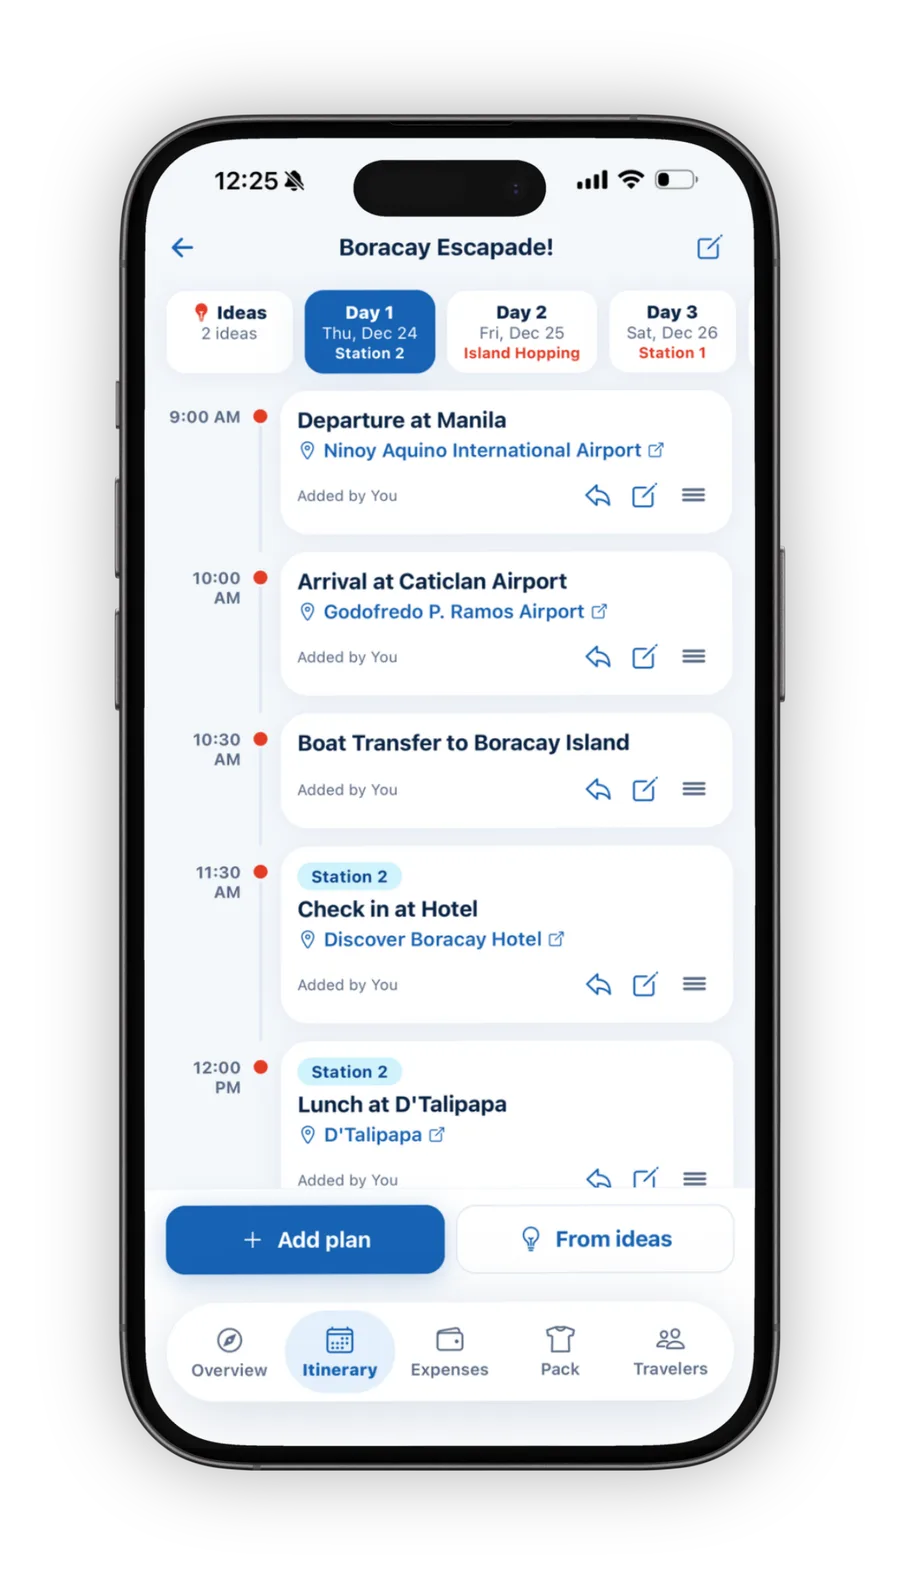 12:25
Boracay Escapade!
Ideas
2 ideas
Day 1
Thu, Dec 24
Station 2
Day 2
Fri, Dec 25
Island Hopping
Day 3
Sat, Dec 26
Station 1
9:00 AM
Departure at Manila
Ninoy Aquino International Airport
Added by You
10:00
AM
Arrival at Caticlan Airport
Godofredo P. Ramos Airport
Added by You
10:30
AM
Boat Transfer to Boracay Island
Added by You
11:30
AM
Station 2
Check in at Hotel
Discover Boracay Hotel
Added by You
12:00
PM
Station 2
Lunch at D'Talipapa
D'Talipapa
Added by You
+ Add plan
From ideas
Overview
Itinerary
Expenses
Pack
Travelers